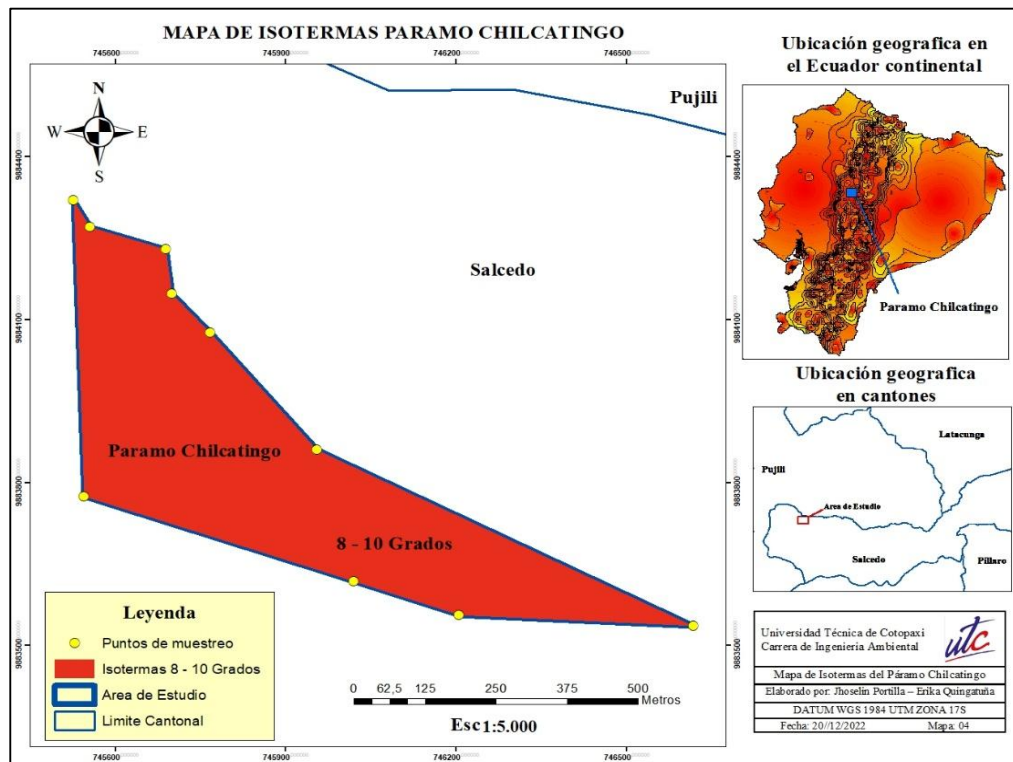 MAPA DE ISOTERMAS PARAMO CHILCATINGO
745600
745900
746200
746500
N
W
E
S
Pujili
Salcedo
9884400
9884100
9883800
9883500
9884400
9884100
9883800
9883500
Paramo Chilcatingo
8 - 10 Grados
Leyenda
Puntos de muestreo
Isotermas 8 - 10 Grados
Area de Estudio
Limite Cantonal
0 62,5 125 250 375 500
Metros
Esc 1:5.000
745600
745900
746200
746500
Ubicación geografica en
el Ecuador continental
Paramo Chilcatingo
Ubicación geografica
en cantones
Latacunga
Pujili
Area de Estudio
Salcedo
Pillaro
Universidad Técnica de Cotopaxi
Carrera de Ingenieria Ambiental
utc
Mapa de Isotermas del Páramo Chilcatingo
Elaborado por: Jhoselin Portilla – Erika Quingatuña
DATUM WGS 1984 UTM ZONA 17S
Fecha: 20//12/2022 Mapa: 04